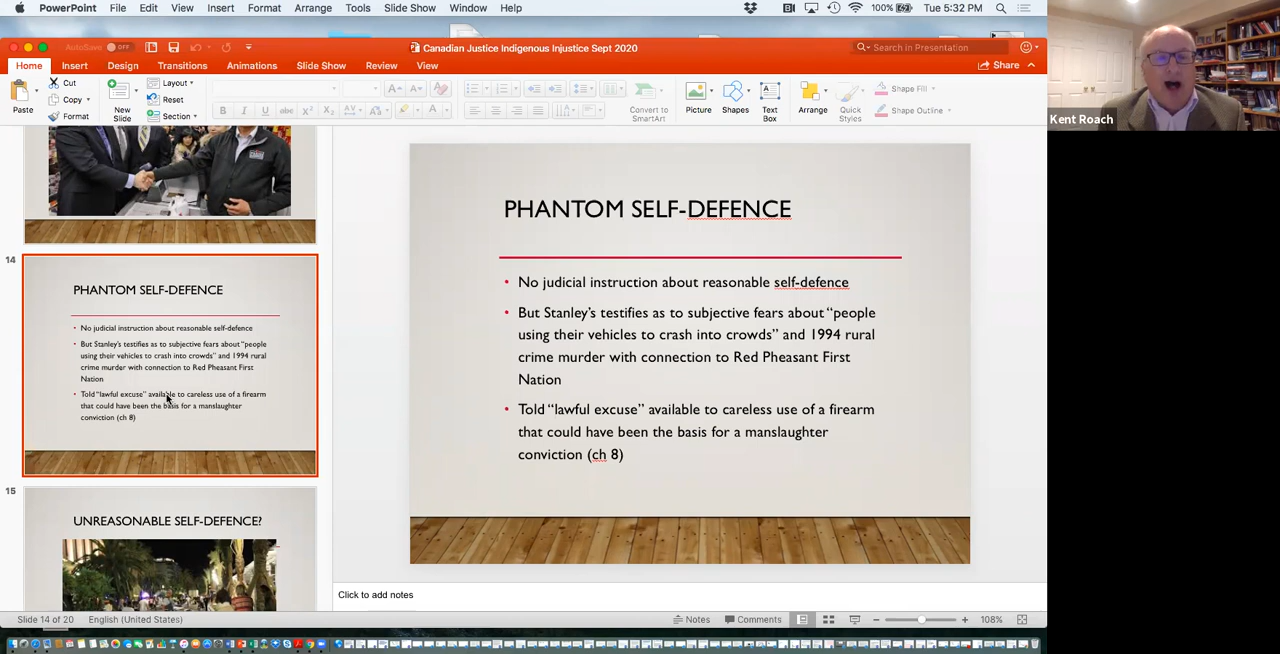 PowerPoint File Edit View Insert Format Arrange Tools Slide Show Window Help
100% Tue 5:32 PM
AutoSave OFF
Canadian Justice Indigenous Injustice Sept 2020
Search in Presentation
Home Insert Design Transitions Animations Slide Show Review View
Share
Paste
Cut
Copy
Format
New Slide
Layout
Reset
Section
Convert to SmartArt
Picture
Shapes
Text Box
Arrange
Quick Styles
Shape Fill
Shape Outline
14
PHANTOM SELF-DEFENCE
• No judicial instruction about reasonable self-defence
• But Stanley's testifies as to subjective fears about "people
using their vehicles to crash into crowds" and 1994 rural
crime murder with connection to Red Pheasant First
Nation
• Told "lawful excuse" available to careless use of a firearm
that could have been the basis for a manslaughter
conviction (ch 8)
15
UNREASONABLE SELF-DEFENCE?
PHANTOM SELF-DEFENCE
• No judicial instruction about reasonable self-defence
• But Stanley's testifies as to subjective fears about "people
using their vehicles to crash into crowds" and 1994 rural
crime murder with connection to Red Pheasant First
Nation
• Told "lawful excuse" available to careless use of a firearm
that could have been the basis for a manslaughter
conviction (ch 8)
Click to add notes
Slide 14 of 20 English (United States)
Notes Comments 108%
Kent Roach